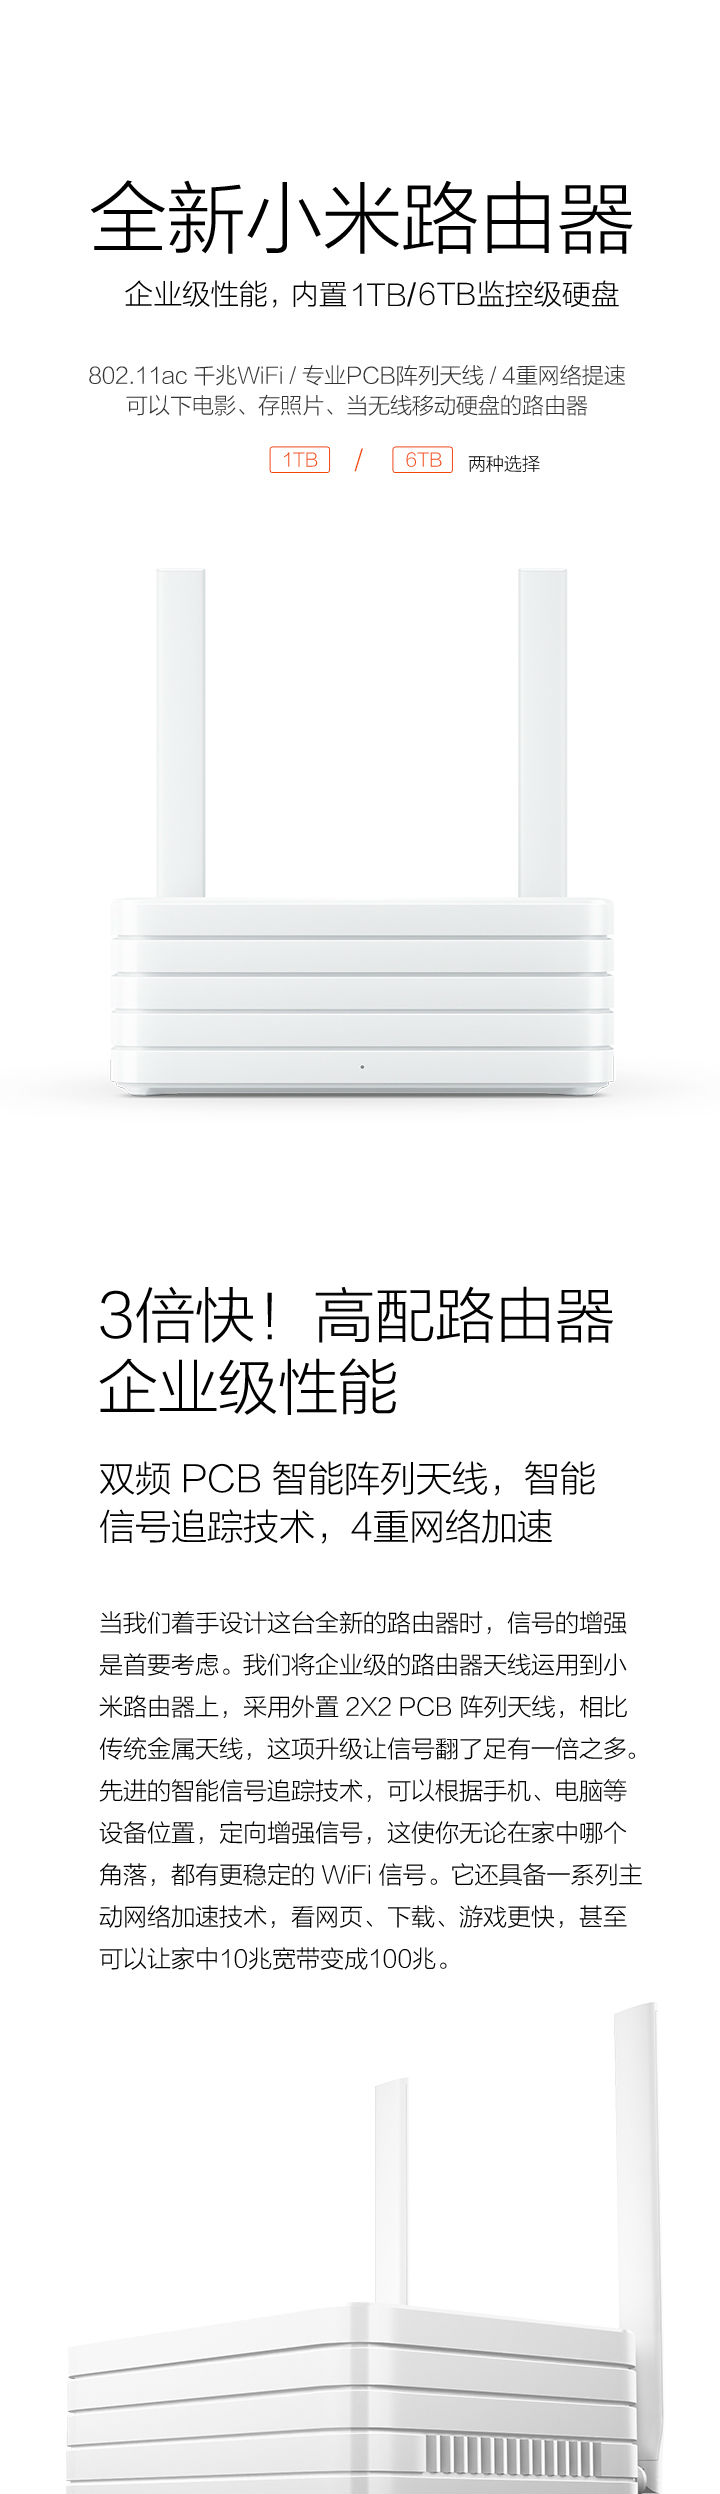 全新小米路由器
企业级性能，内置1TB/6TB监控级硬盘
802.11ac 千兆WiFi / 专业PCB阵列天线 / 4重网络提速
可以下电影、存照片、当无线移动硬盘的路由器
1TB / 6TB 两种选择
3倍快！高配路由器
企业级性能
双频 PCB 智能阵列天线，智能
信号追踪技术，4重网络加速
当我们着手设计这台全新的路由器时，信号的增强
是首要考虑。我们将企业级的路由器天线运用到小
米路由器上，采用外置 2X2 PCB 阵列天线，相比
传统金属天线，这项升级让信号翻了足有一倍之多。
先进的智能信号追踪技术，可以根据手机、电脑等
设备位置，定向增强信号，这使你无论在家中哪个
角落，都有更稳定的 WiFi 信号。它还具备一系列主
动网络加速技术，看网页、下载、游戏更快，甚至
可以让家中10兆宽带变成100兆。